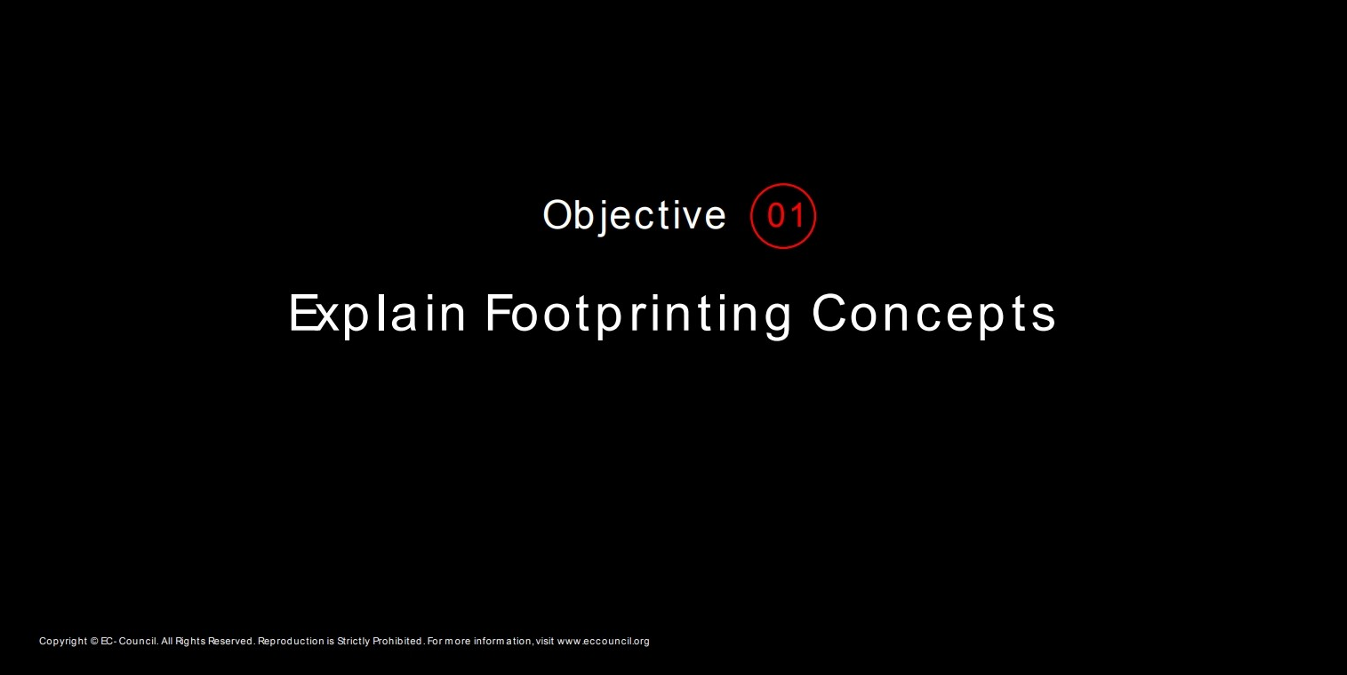 Objective 01
Explain Footprinting Concepts
Copyright © EC-Council. All Rights Reserved. Reproduction is Strictly Prohibited. For more information, visit www.eccouncil.org